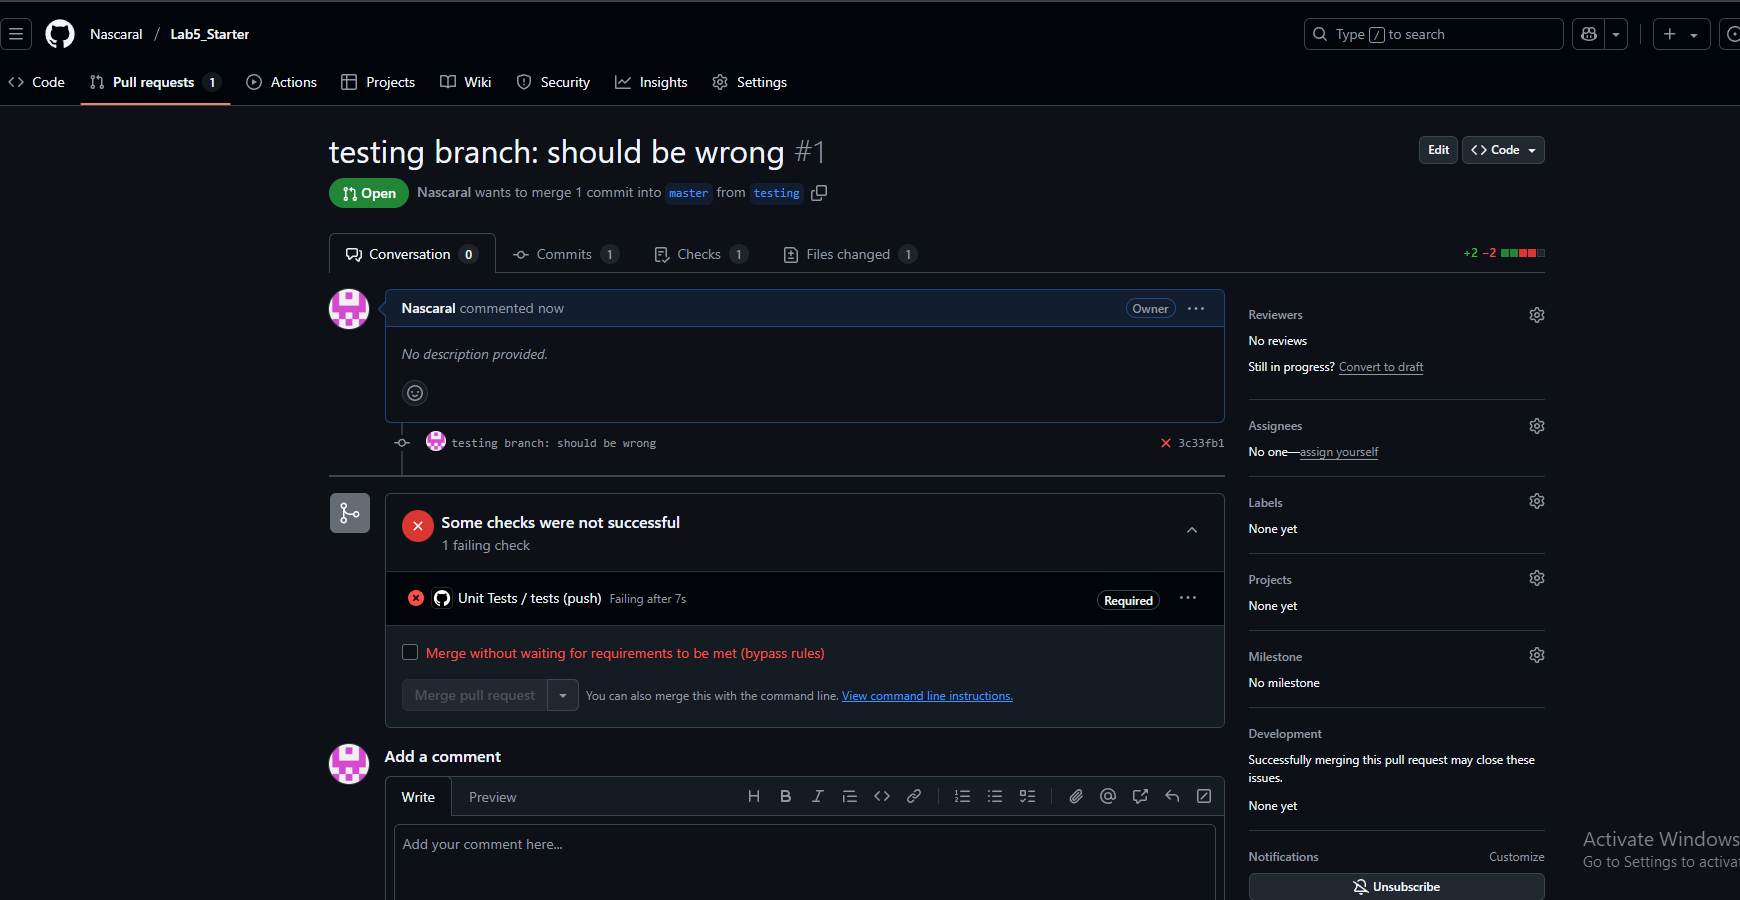 Nascaral / Lab5_Starter
Type / to search
Code
Pull requests 1
Actions
Projects
Wiki
Security
Insights
Settings
testing branch: should be wrong #1
Edit
Code
Open
Nascaral wants to merge 1 commit into master from testing
Conversation 0
Commits 1
Checks 1
Files changed 1
+2 −2
Nascaral commented now
Owner
No description provided.
testing branch: should be wrong
3c33fb1
Some checks were not successful
1 failing check
Unit Tests / tests (push) Failing after 7s
Required
Merge without waiting for requirements to be met (bypass rules)
Merge pull request
You can also merge this with the command line. View command line instructions.
Add a comment
Write
Preview
Add your comment here...
Reviewers
No reviews
Still in progress? Convert to draft
Assignees
No one—assign yourself
Labels
None yet
Projects
None yet
Milestone
No milestone
Development
Successfully merging this pull request may close these
issues.
None yet
Notifications
Customize
Unsubscribe
Activate Windows
Go to Settings to activa